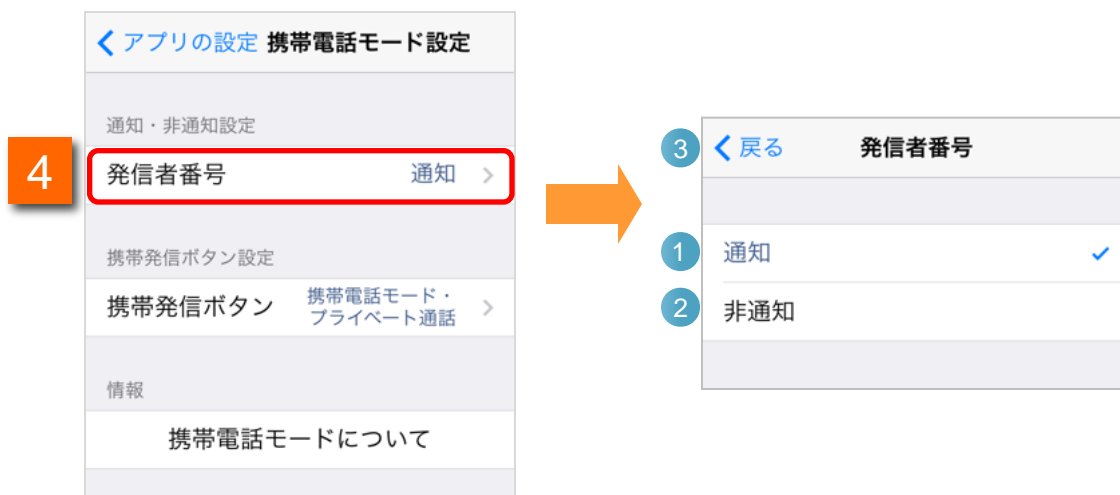 アプリの設定 携帯電話モード設定
通知・非通知設定
4
発信者番号 通知
携帯発信ボタン設定
携帯発信ボタン 携帯電話モード・
プライベート通話
情報
携帯電話モードについて
3 戻る 発信者番号
1 通知
2 非通知